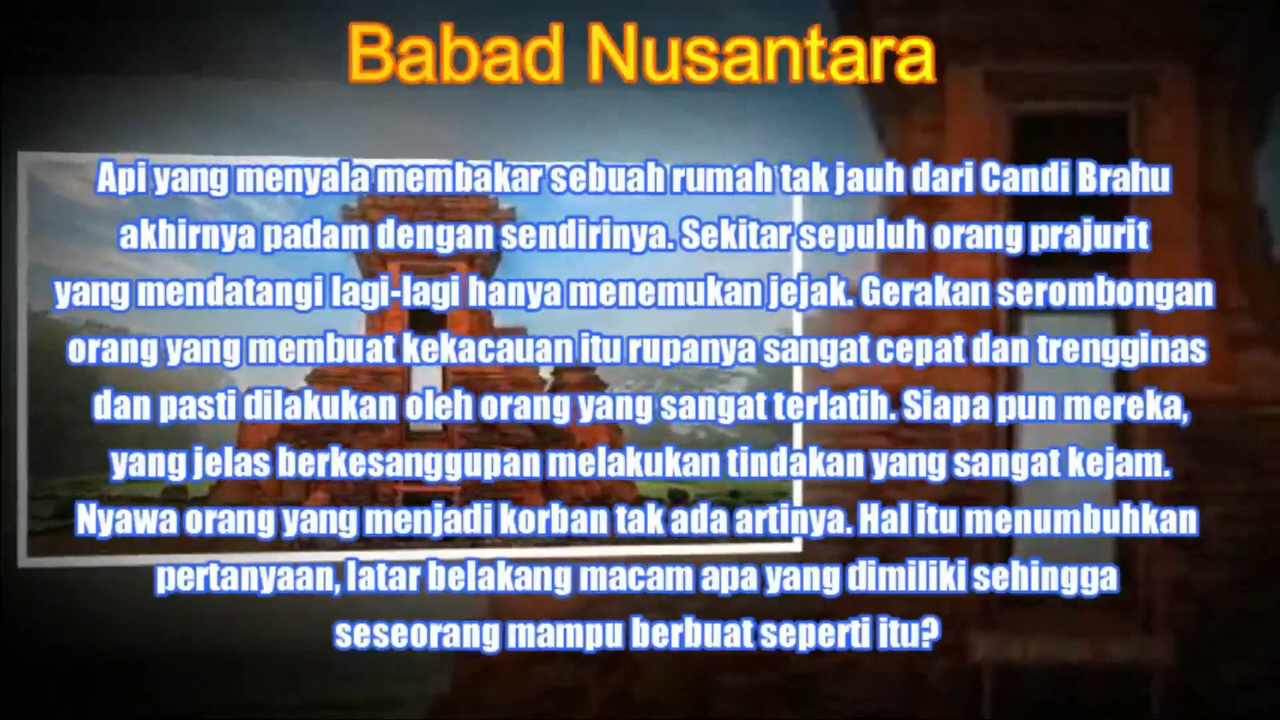 Babad Nusantara
Api yang menyala membakar sebuah rumah tak jauh dari Candi Brahu
akhirnya padam dengan sendirinya. Sekitar sepuluh orang prajurit
yang mendatangi lagi-lagi hanya menemukan jejak. Gerakan serombongan
orang yang membuat kekacauan itu rupanya sangat cepat dan trengginas
dan pasti dilakukan oleh orang yang sangat terlatih. Siapa pun mereka,
yang jelas berkesanggupan melakukan tindakan yang sangat kejam.
Nyawa orang yang menjadi korban tak ada artinya. Hal itu menumbuhkan
pertanyaan, latar belakang macam apa yang dimiliki sehingga
seseorang mampu berbuat seperti itu?